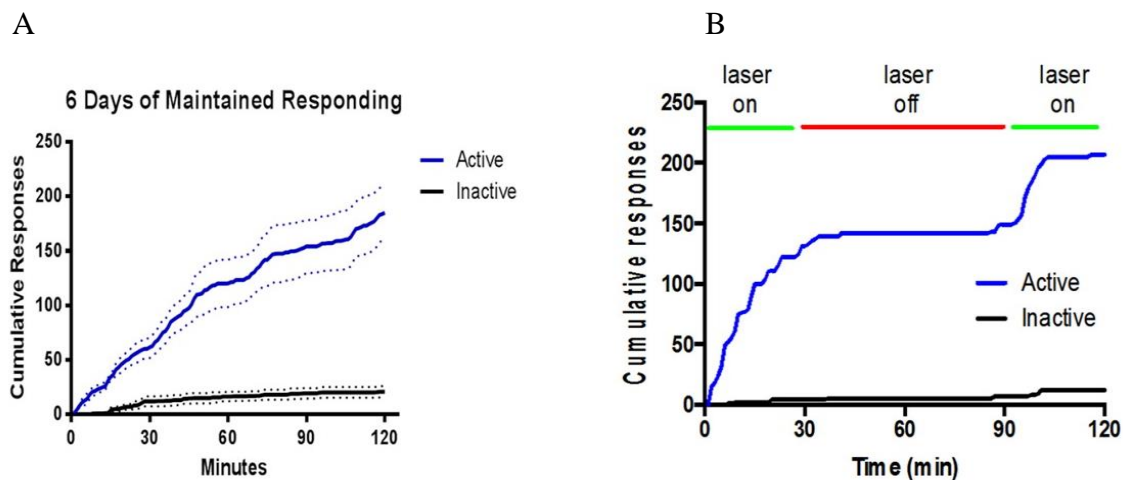 A
6 Days of Maintained Responding
Cumulative Responses
250
200
150
100
50
0
0 30 60 90 120
Minutes
Active
Inactive
B
laser on
laser off
laser on
Cumulative responses
250
200
150
100
50
0
0 30 60 90 120
Time (min)
Active
Inactive